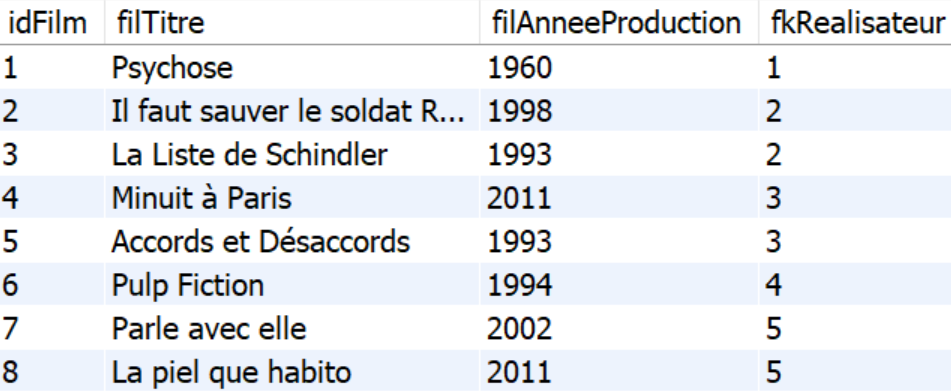 idFilm filTitre filAnneeProduction fkRealisateur
1 Psychose 1960 1
2 Il faut sauver le soldat R... 1998 2
3 La Liste de Schindler 1993 2
4 Minuit à Paris 2011 3
5 Accords et Désaccords 1993 3
6 Pulp Fiction 1994 4
7 Parle avec elle 2002 5
8 La piel que habito 2011 5